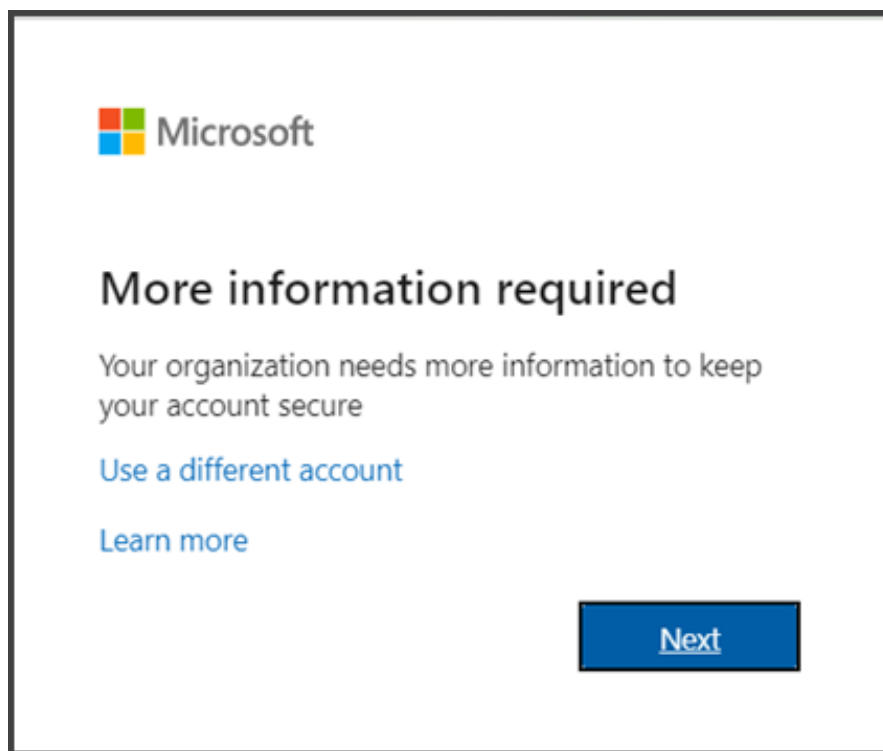 Microsoft
More information required
Your organization needs more information to keep
your account secure
Use a different account
Learn more
Next